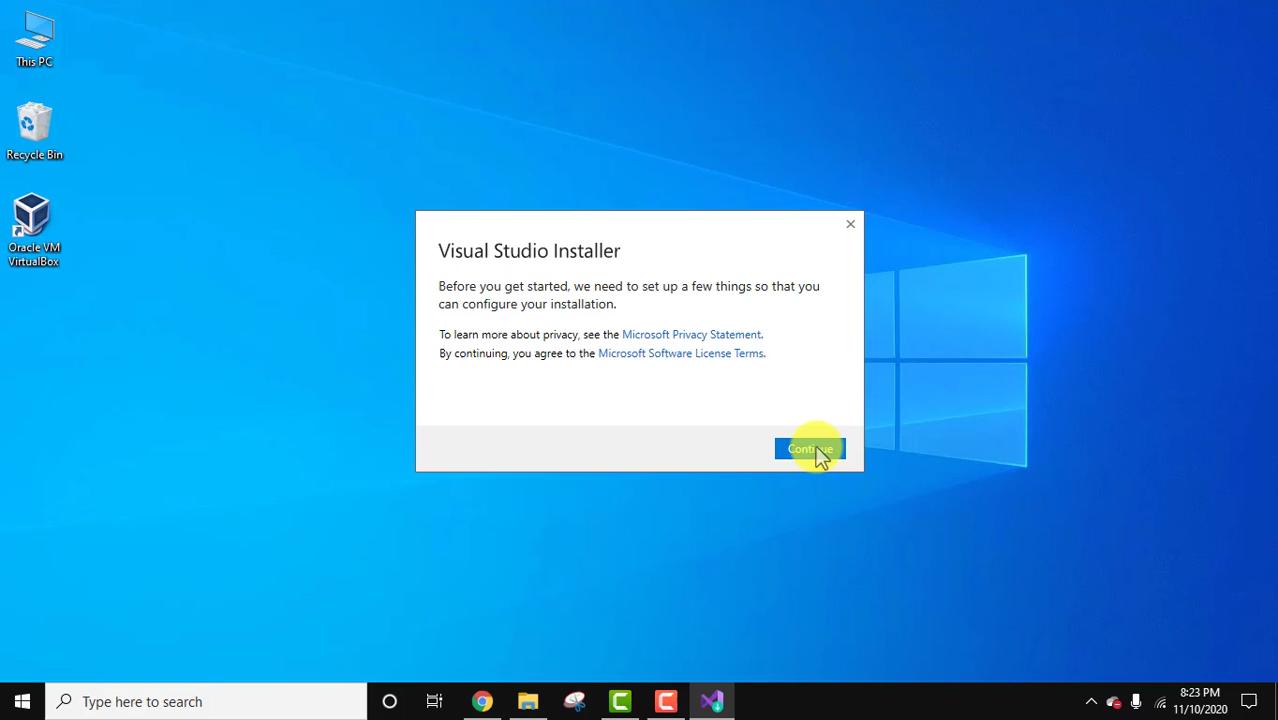 This PC
Recycle Bin
Oracle VM
VirtualBox
Visual Studio Installer
Before you get started, we need to set up a few things so that you
can configure your installation.
To learn more about privacy, see the Microsoft Privacy Statement.
By continuing, you agree to the Microsoft Software License Terms.
Continue
Type here to search
8:23 PM
11/10/2020